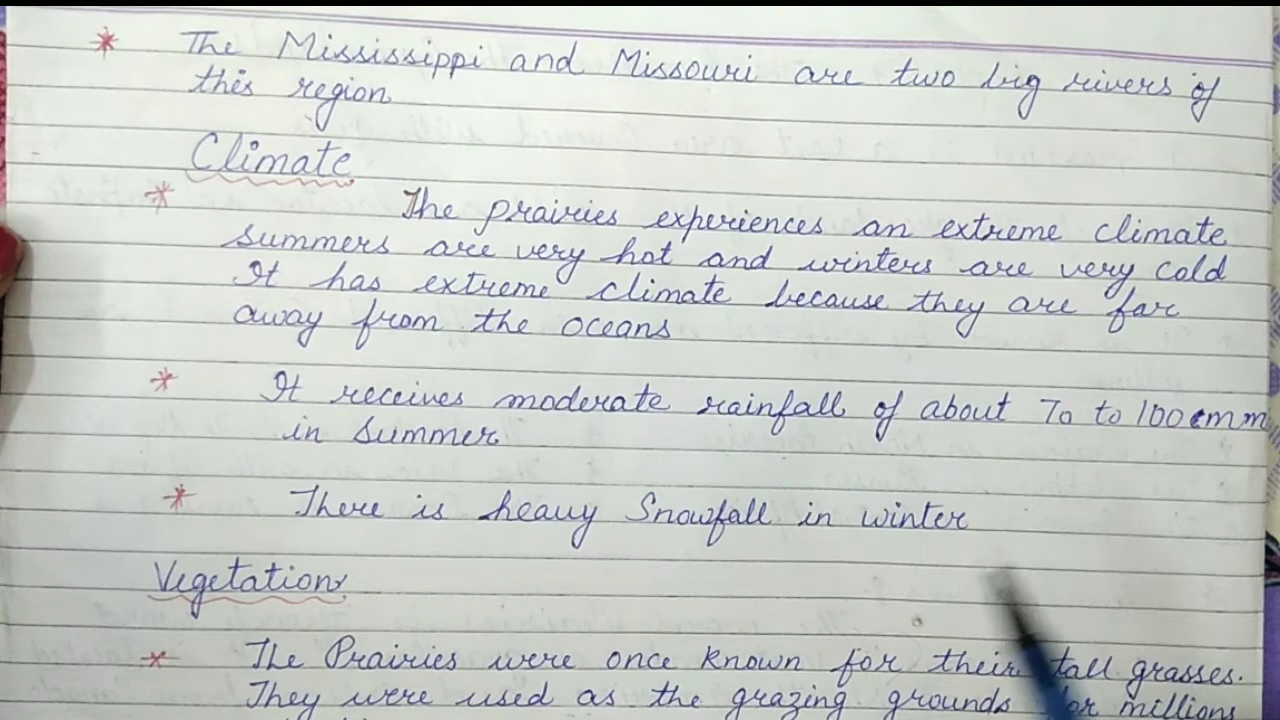 * The Mississippi and Missouri are two big rivers of
this region
Climate
* The prairies experiences an extreme climate
summers are very hot and winters are very cold
It has extreme climate because they are far
away from the oceans
* It receives moderate rainfall of about 70 to 100 cmm
in summer
* There is heavy Snowfall in winter
Vegetation
* The Prairies were once known for their tall grasses.
They were used as the grazing grounds for millions